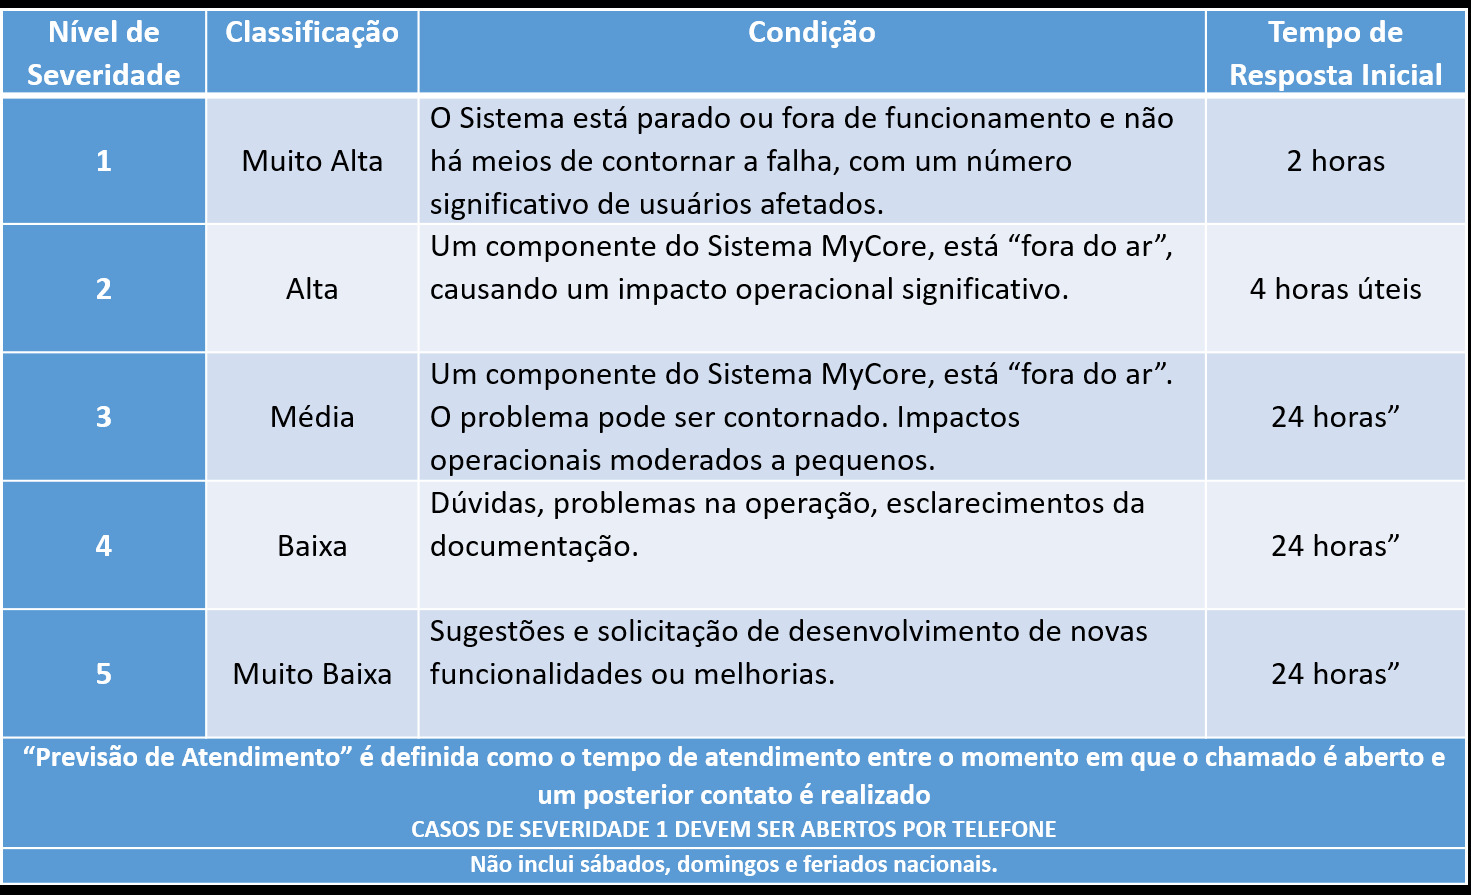 Nível de
Severidade
Classificação
Condição
Tempo de
Resposta Inicial
1
Muito Alta
O Sistema está parado ou fora de funcionamento e não
há meios de contornar a falha, com um número
significativo de usuários afetados.
2 horas
2
Alta
Um componente do Sistema MyCore, está “fora do ar”,
causando um impacto operacional significativo.
4 horas úteis
3
Média
Um componente do Sistema MyCore, está “fora do ar”.
O problema pode ser contornado. Impactos
operacionais moderados a pequenos.
24 horas”
4
Baixa
Dúvidas, problemas na operação, esclarecimentos da
documentação.
24 horas”
5
Muito Baixa
Sugestões e solicitação de desenvolvimento de novas
funcionalidades ou melhorias.
24 horas”
“Previsão de Atendimento” é definida como o tempo de atendimento entre o momento em que o chamado é aberto e
um posterior contato é realizado
CASOS DE SEVERIDADE 1 DEVEM SER ABERTOS POR TELEFONE
Não inclui sábados, domingos e feriados nacionais.